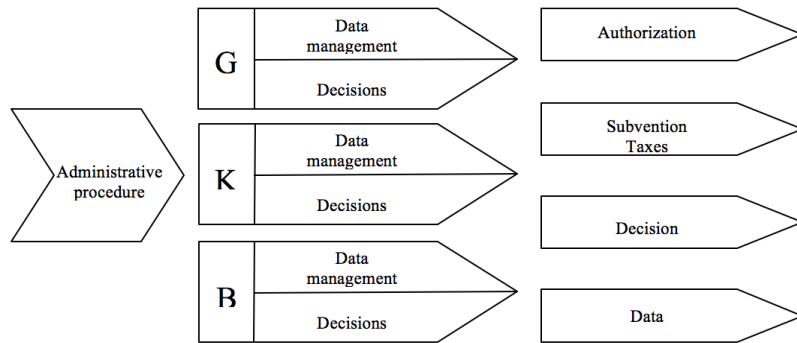 Administrative
procedure
G
Data
management
Decisions
K
Data
management
Decisions
B
Data
management
Decisions
Authorization
Subvention
Taxes
Decision
Data